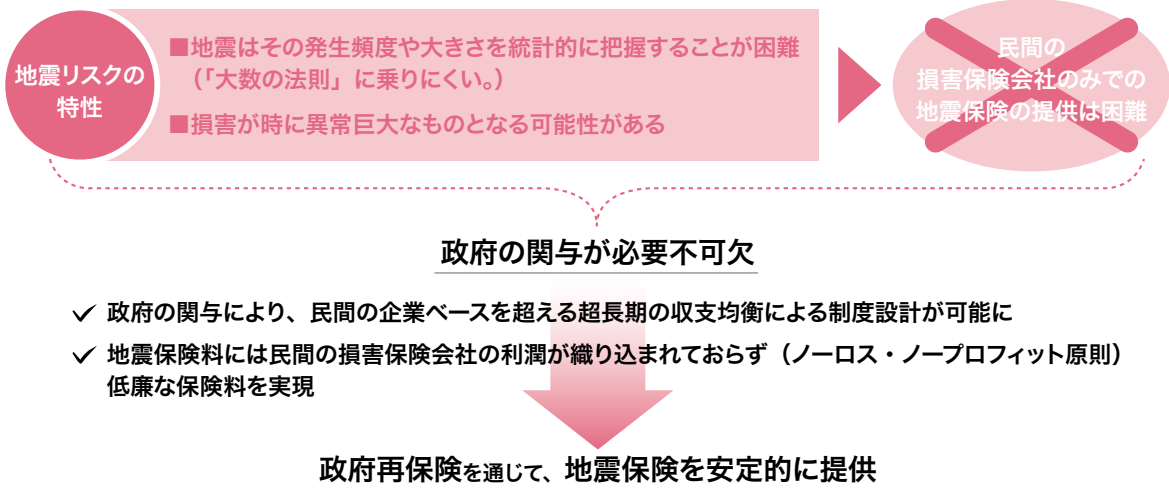 地震リスクの
特性
■地震はその発生頻度や大きさを統計的に把握することが困難
（「大数の法則」に乗りにくい。）
■損害が時に異常巨大なものとなる可能性がある
民間の
損害保険会社のみでの
地震保険の提供は困難
政府の関与が必要不可欠
✓ 政府の関与により、民間の企業ベースを超える超長期の収支均衡による制度設計が可能に
✓ 地震保険料には民間の損害保険会社の利潤が織り込まれておらず（ノーロス・ノープロフィット原則）
低廉な保険料を実現
政府再保険を通じて、地震保険を安定的に提供